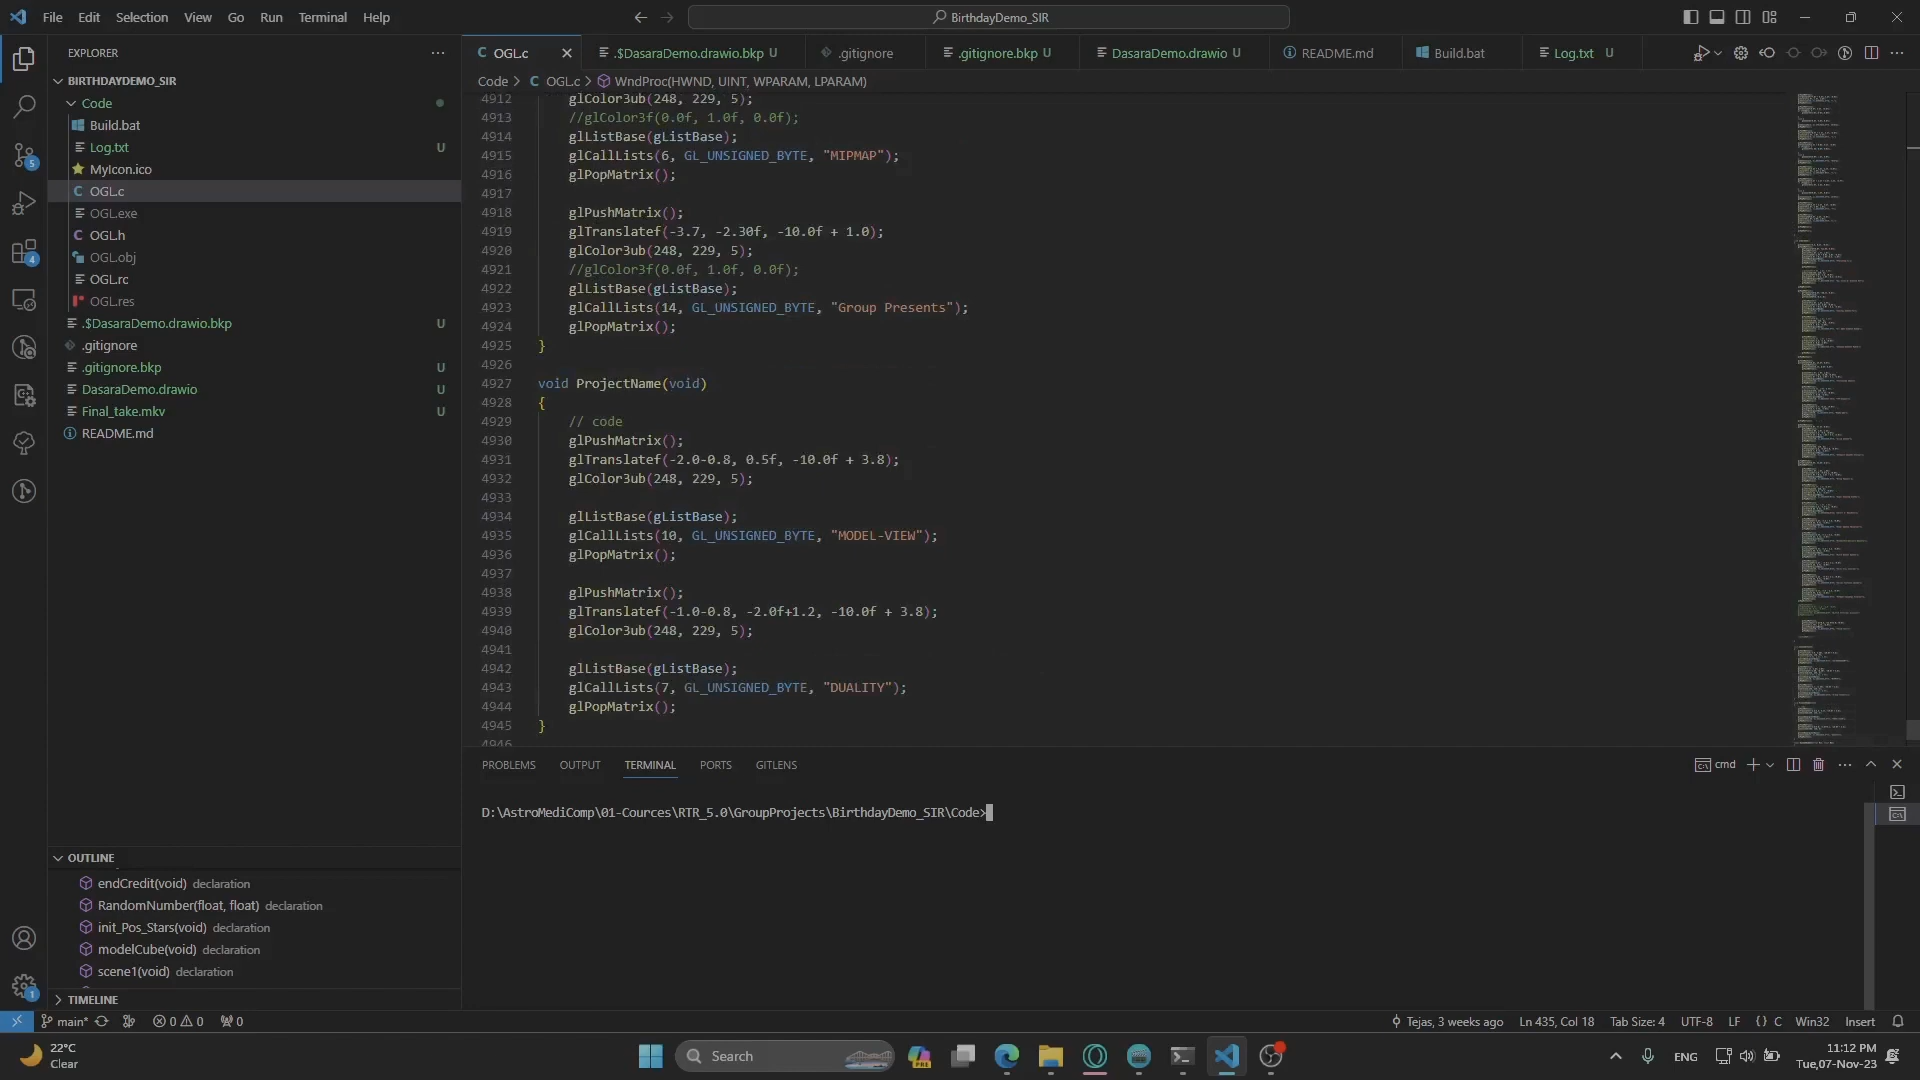 File Edit Selection View Go Run Terminal Help
BirthdayDemo_SIR
EXPLORER
OGL.c
.$DasaraDemo.drawio.bkp U
.gitignore
.gitignore.bkp U
DasaraDemo.drawio U
README.md
Build.bat
Log.txt U
BIRTHDAYDEMO_SIR
Code > C OGL.c > WndProc(HWND, UINT, WPARAM, LPARAM)
Code
Build.bat
Log.txt U
MyIcon.ico
OGL.c
OGL.exe
OGL.h
OGL.obj
OGL.rc
OGL.res
.$DasaraDemo.drawio.bkp U
.gitignore
.gitignore.bkp U
DasaraDemo.drawio U
Final_take.mkv U
README.md
5
4
1
4912 glColor3ub(248, 229, 5);
4913 //glColor3f(0.0f, 1.0f, 0.0f);
4914 glListBase(gListBase);
4915 glCallLists(6, GL_UNSIGNED_BYTE, "MIPMAP");
4916 glPopMatrix();
4917
4918 glPushMatrix();
4919 glTranslatef(-3.7, -2.30f, -10.0f + 1.0);
4920 glColor3ub(248, 229, 5);
4921 //glColor3f(0.0f, 1.0f, 0.0f);
4922 glListBase(gListBase);
4923 glCallLists(14, GL_UNSIGNED_BYTE, "Group Presents");
4924 glPopMatrix();
4925 }
4926
4927 void ProjectName(void)
4928 {
4929 // code
4930 glPushMatrix();
4931 glTranslatef(-2.0-0.8, 0.5f, -10.0f + 3.8);
4932 glColor3ub(248, 229, 5);
4933
4934 glListBase(gListBase);
4935 glCallLists(10, GL_UNSIGNED_BYTE, "MODEL-VIEW");
4936 glPopMatrix();
4937
4938 glPushMatrix();
4939 glTranslatef(-1.0-0.8, -2.0f+1.2, -10.0f + 3.8);
4940 glColor3ub(248, 229, 5);
4941
4942 glListBase(gListBase);
4943 glCallLists(7, GL_UNSIGNED_BYTE, "DUALITY");
4944 glPopMatrix();
4945 }
4946
PROBLEMS OUTPUT TERMINAL PORTS GITLENS
cmd
D:\AstroMediComp\01-Cources\RTR_5.0\GroupProjects\BirthdayDemo_SIR\Code>
OUTLINE
endCredit(void) declaration
RandomNumber(float, float) declaration
init_Pos_Stars(void) declaration
modelCube(void) declaration
scene1(void) declaration
TIMELINE
main* 0 0 0
Tejas, 3 weeks ago Ln 435, Col 18 Tab Size: 4 UTF-8 LF {} C Win32 Insert
22°C
Clear
Search
PRE
ENG
11:12 PM
Tue,07-Nov-23